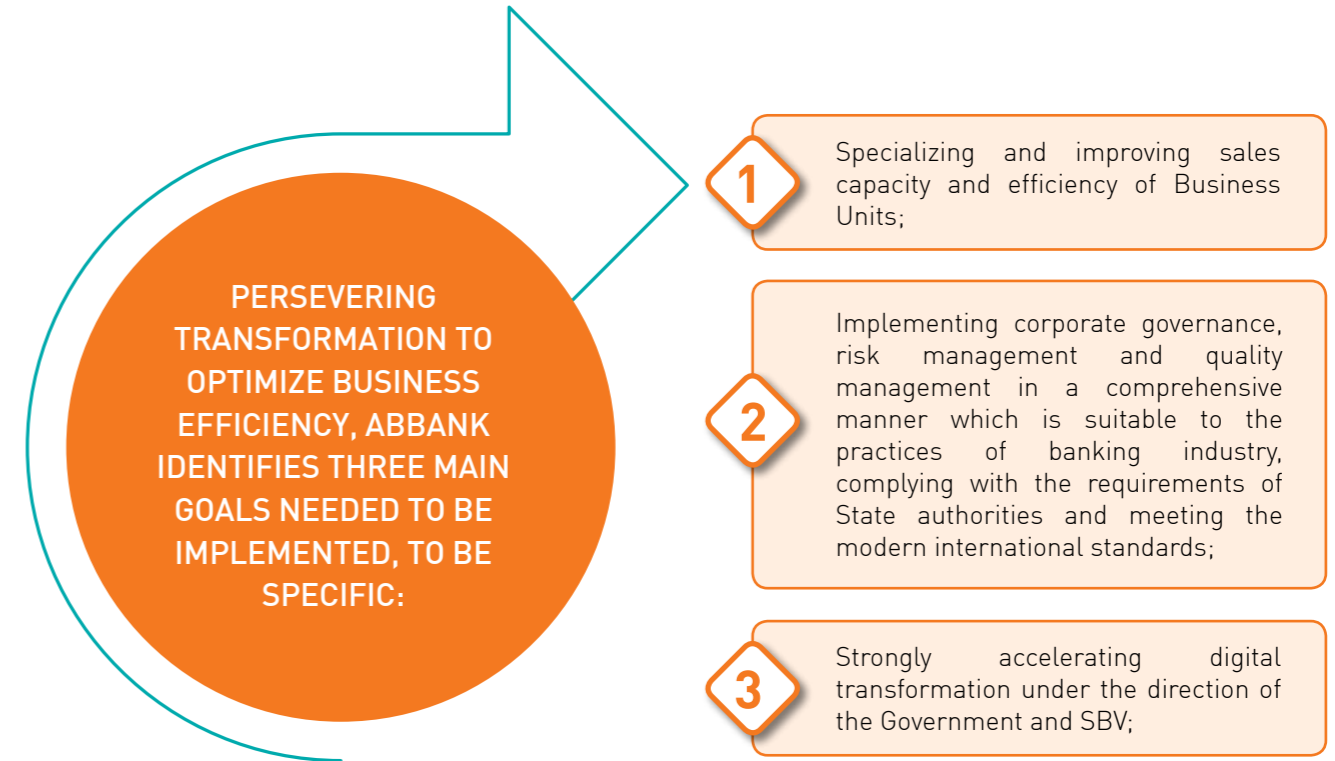 PERSEVERING
TRANSFORMATION TO
OPTIMIZE BUSINESS
EFFICIENCY, ABBANK
IDENTIFIES THREE MAIN
GOALS NEEDED TO BE
IMPLEMENTED, TO BE
SPECIFIC:
1
Specializing and improving sales
capacity and efficiency of Business
Units;
2
Implementing corporate governance,
risk management and quality
management in a comprehensive
manner which is suitable to the
practices of banking industry,
complying with the requirements of
State authorities and meeting the
modern international standards;
3
Strongly accelerating digital
transformation under the direction of
the Government and SBV;